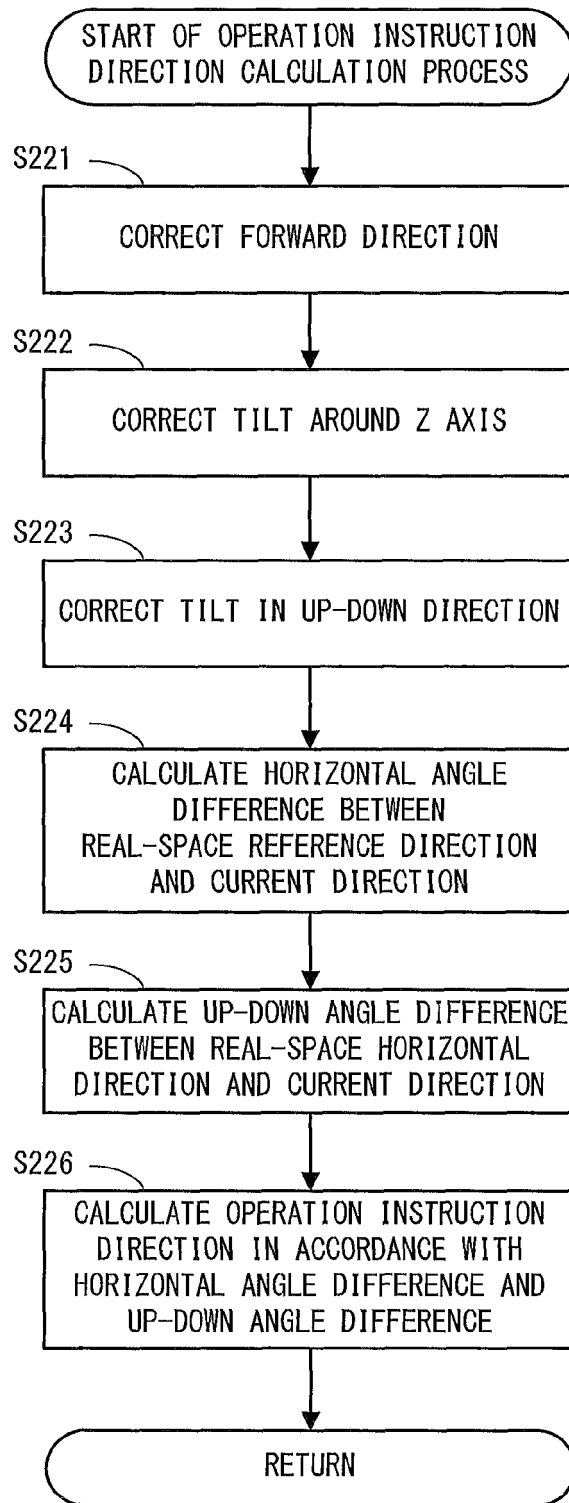 START OF OPERATION INSTRUCTION
DIRECTION CALCULATION PROCESS
S221
CORRECT FORWARD DIRECTION
S222
CORRECT TILT AROUND Z AXIS
S223
CORRECT TILT IN UP-DOWN DIRECTION
S224
CALCULATE HORIZONTAL ANGLE
DIFFERENCE BETWEEN
REAL-SPACE REFERENCE DIRECTION
AND CURRENT DIRECTION
S225
CALCULATE UP-DOWN ANGLE DIFFERENCE
BETWEEN REAL-SPACE HORIZONTAL
DIRECTION AND CURRENT DIRECTION
S226
CALCULATE OPERATION INSTRUCTION
DIRECTION IN ACCORDANCE WITH
HORIZONTAL ANGLE DIFFERENCE AND
UP-DOWN ANGLE DIFFERENCE
RETURN